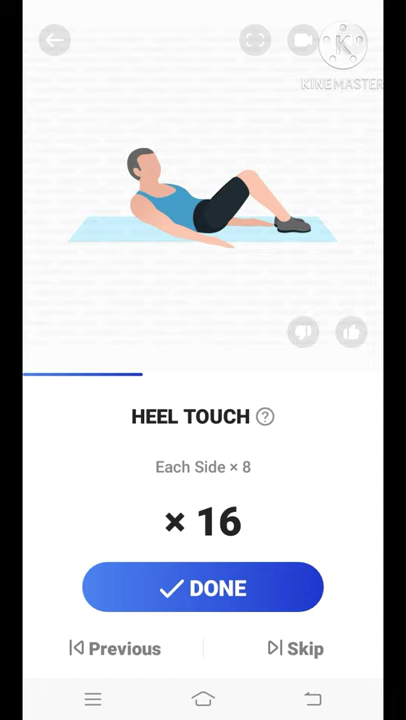 K
KINEMASTER
HEEL TOUCH ?
Each Side × 8
× 16
DONE
Previous
Skip